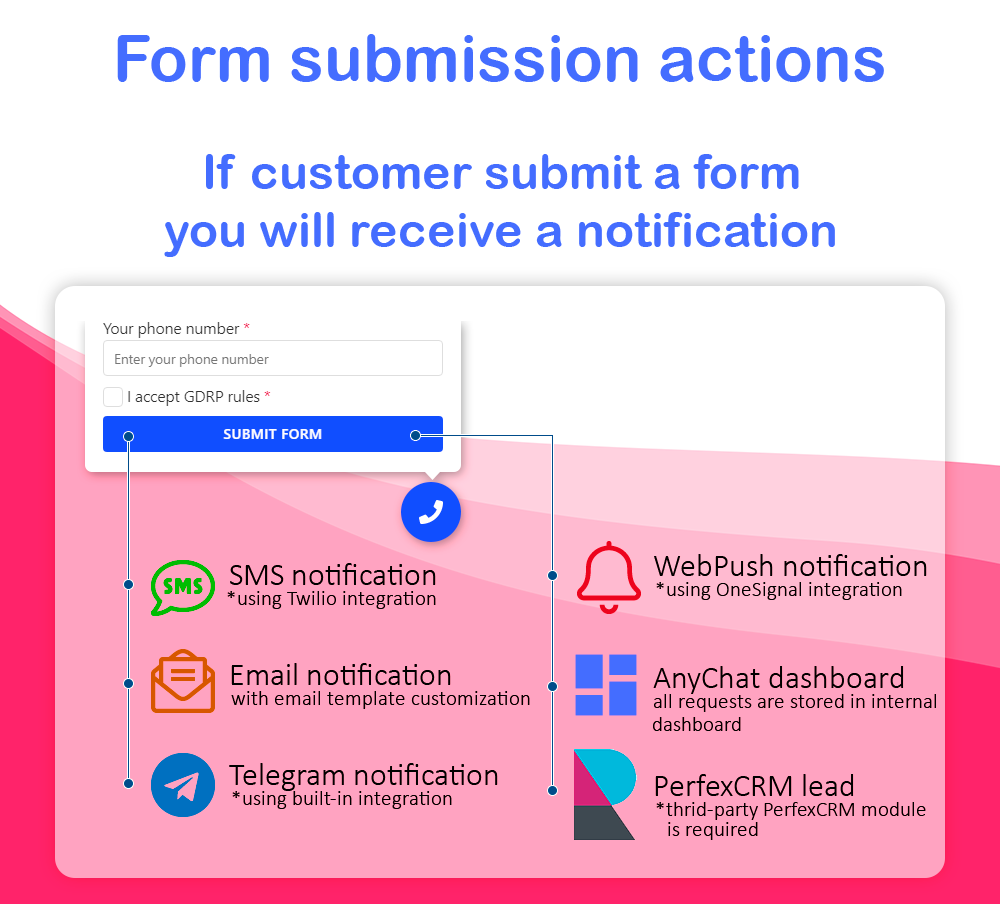 Form submission actions
If customer submit a form
you will receive a notification
Your phone number *
Enter your phone number
I accept GDRP rules *
SUBMIT FORM
SMS
SMS notification
*using Twilio integration
Email notification
with email template customization
Telegram notification
*using built-in integration
WebPush notification
*using OneSignal integration
AnyChat dashboard
all requests are stored in internal
dashboard
PerfexCRM lead
*thrid-party PerfexCRM module
is required